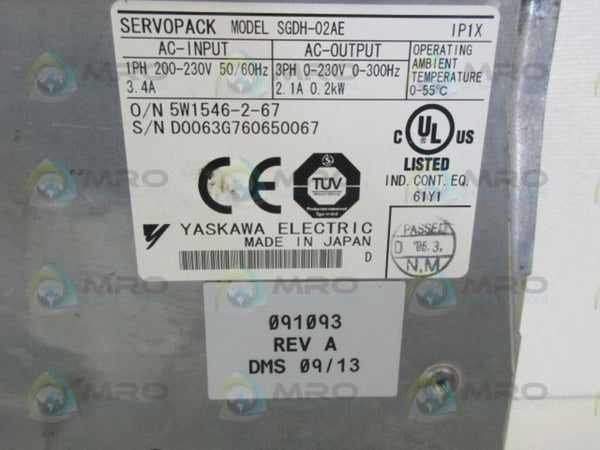 SERVOPACK MODEL SGDH-02AE IP1X
AC-INPUT AC-OUTPUT OPERATING
1PH 200-230V 50/60Hz 3PH 0-230V 0-300Hz AMBIENT
3.4A 2.1A 0.2kW TEMPERATURE
0-55°C
O/N 5W1546-2-67
S/N D0063G760650067
C UL US
LISTED
IND. CONT. EQ.
61Y1
CE
TÜV
YASKAWA ELECTRIC
MADE IN JAPAN D
PASSED
D '06.3.
N,M
091093
REV A
DMS 09/13
MRO